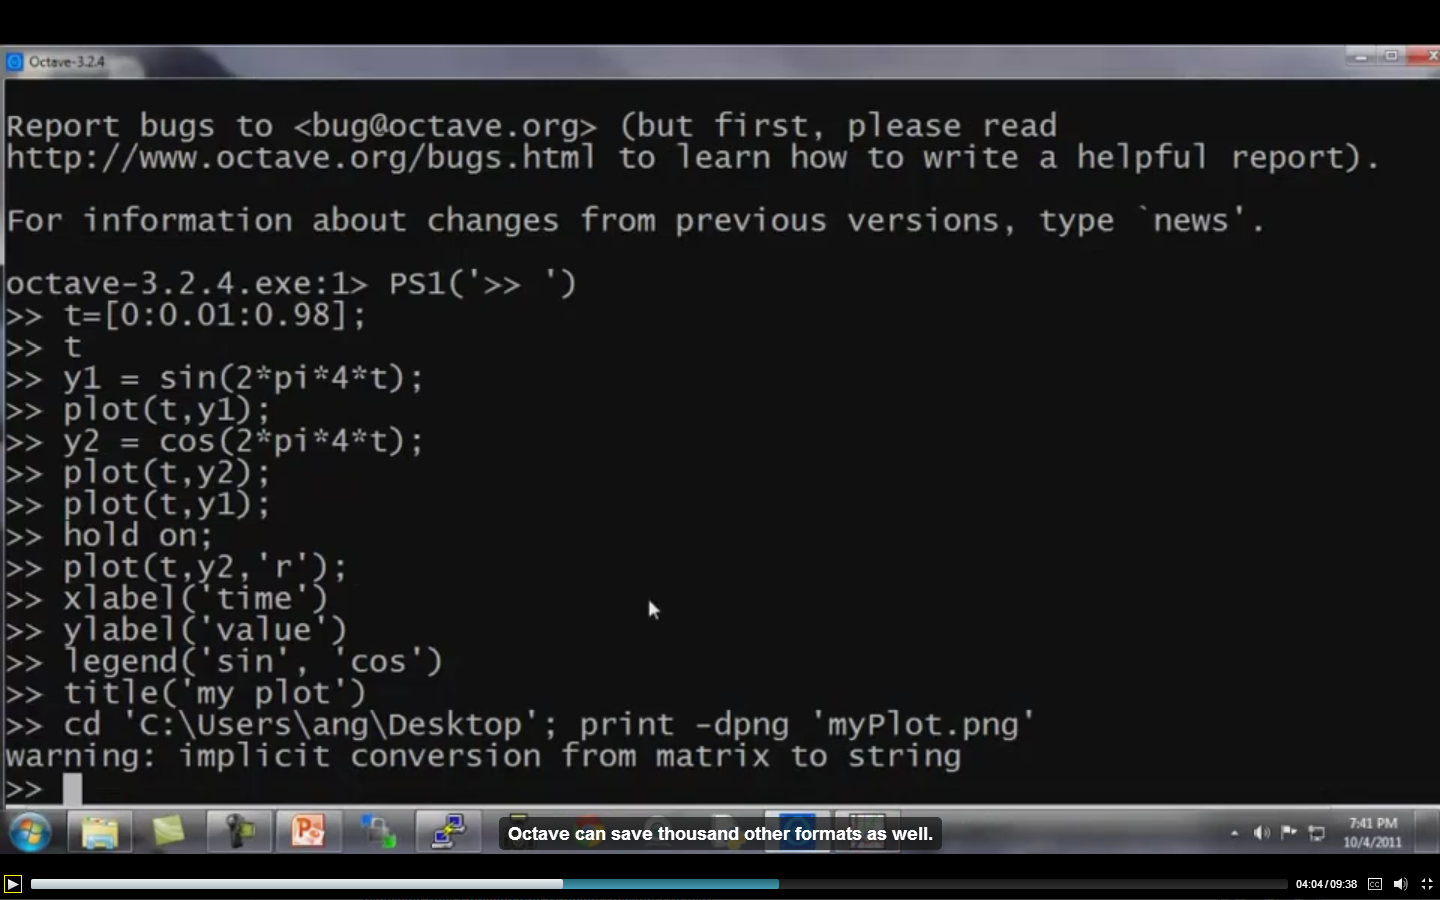 Octave-3.2.4
Report bugs to <bug@octave.org> (but first, please read
http://www.octave.org/bugs.html to learn how to write a helpful report).
For information about changes from previous versions, type `news'.
octave-3.2.4.exe:1> PS1('>> ')
>> t=[0:0.01:0.98];
>> t
>> y1 = sin(2*pi*4*t);
>> plot(t,y1);
>> y2 = cos(2*pi*4*t);
>> plot(t,y2);
>> plot(t,y1);
>> hold on;
>> plot(t,y2,'r');
>> xlabel('time')
>> ylabel('value')
>> legend('sin', 'cos')
>> title('my plot')
>> cd 'C:\Users\ang\Desktop'; print -dpng 'myPlot.png'
warning: implicit conversion from matrix to string
>>
Octave can save thousand other formats as well.
7:41 PM
10/4/2011
04:04/09:38
CC